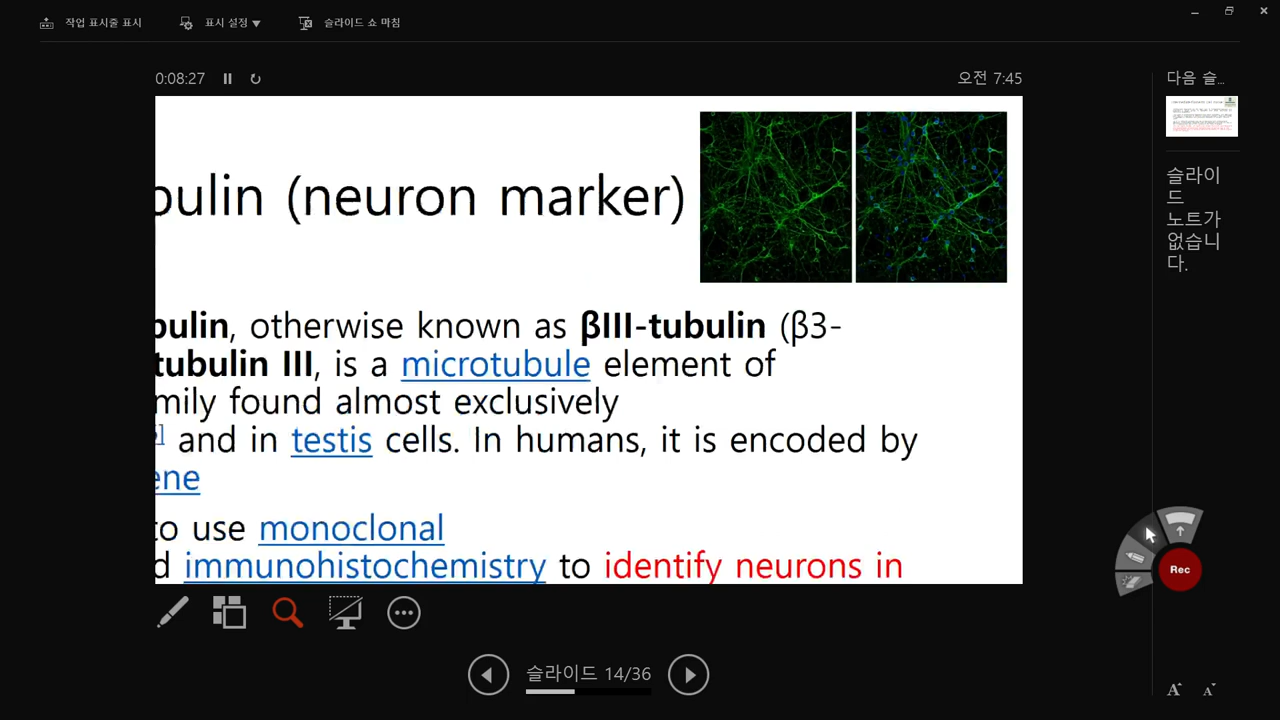 작업 표시줄 표시
표시 설정 ▼
슬라이드 쇼 마침
0:08:27
오전 7:45
다음 슬...
bulin (neuron marker)
bulin, otherwise known as βIII-tubulin (β3-
tubulin III, is a microtubule element of
mily found almost exclusively
and in testis cells. In humans, it is encoded by
ene
to use monoclonal
d immunohistochemistry to identify neurons in
슬라이
드
노트가
없습니
다.
Rec
슬라이드 14/36
A A